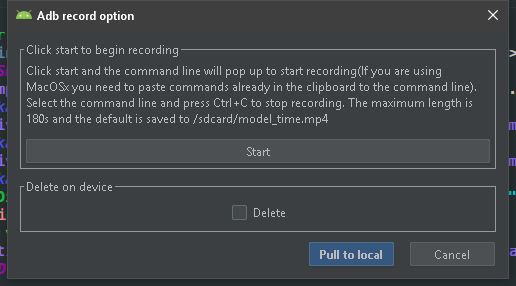 Adb record option
Click start to begin recording
Click start and the command line will pop up to start recording(If you are using
MacOSx you need to paste commands already in the clipboard to the command line).
Select the command line and press Ctrl+C to stop recording. The maximum length is
180s and the default is saved to /sdcard/model_time.mp4
Start
Delete on device
Delete
Pull to local
Cancel